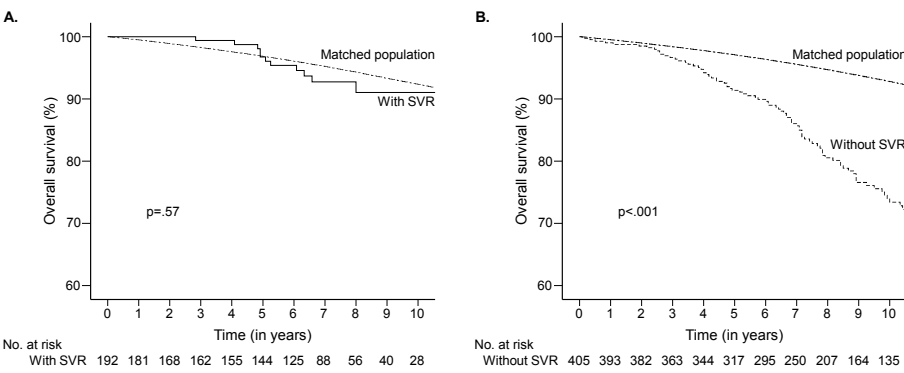 A.
100
90
80
70
60
Overall survival (%)
Matched population
With SVR
p=.57
0 1 2 3 4 5 6 7 8 9 10
Time (in years)
No. at risk
With SVR 192 181 168 162 155 144 125 88 56 40 28
B.
100
90
80
70
60
Overall survival (%)
Matched population
Without SVR
p<.001
0 1 2 3 4 5 6 7 8 9 10
Time (in years)
No. at risk
Without SVR 405 393 382 363 344 317 295 250 207 164 135